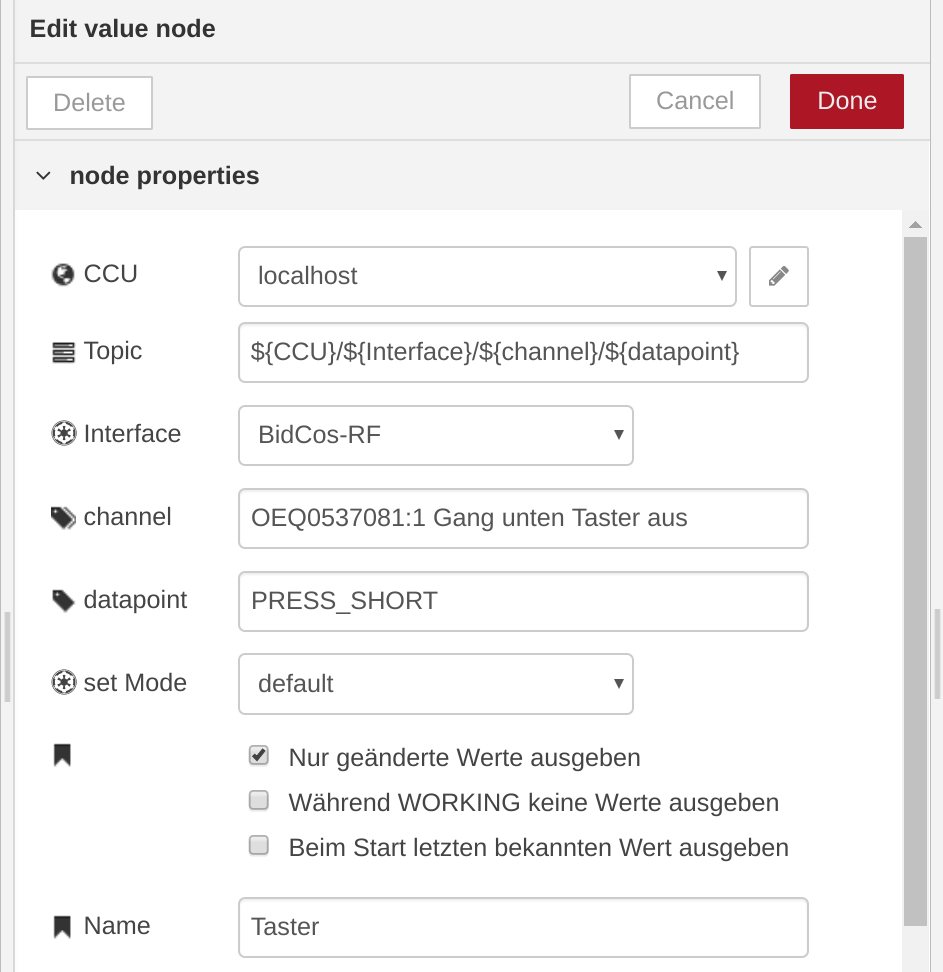 Edit value node
Delete
Cancel
Done
node properties
CCU
localhost
Topic
${CCU}/${Interface}/${channel}/${datapoint}
Interface
BidCos-RF
channel
OEQ0537081:1 Gang unten Taster aus
datapoint
PRESS_SHORT
set Mode
default
Nur geänderte Werte ausgeben
Während WORKING keine Werte ausgeben
Beim Start letzten bekannten Wert ausgeben
Name
Taster